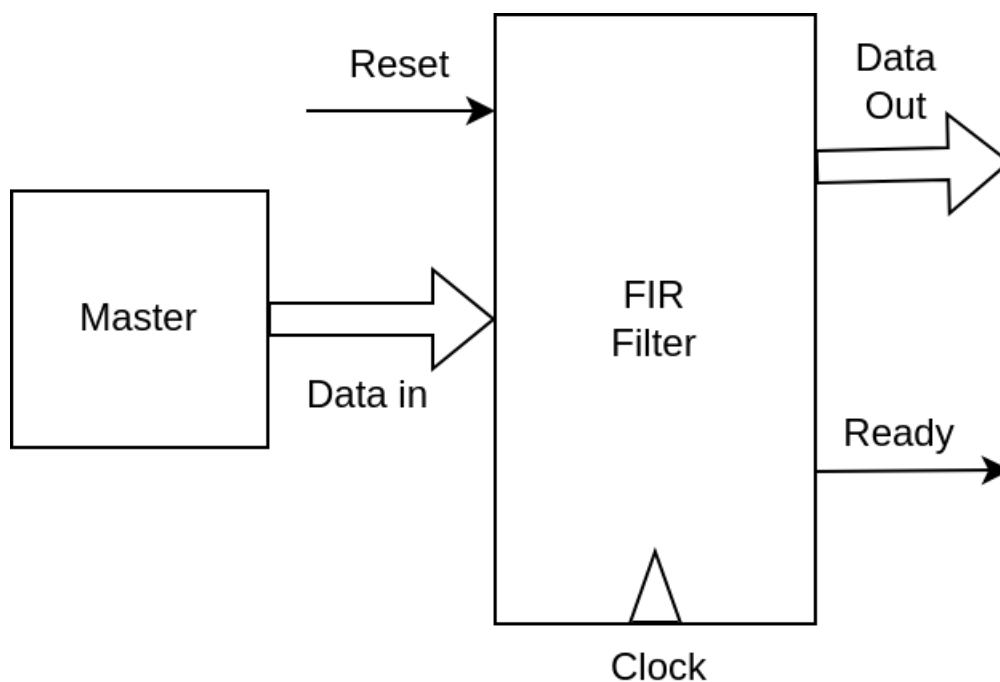 Reset
Data
Out
Master
FIR
Filter
Data in
Ready
Clock